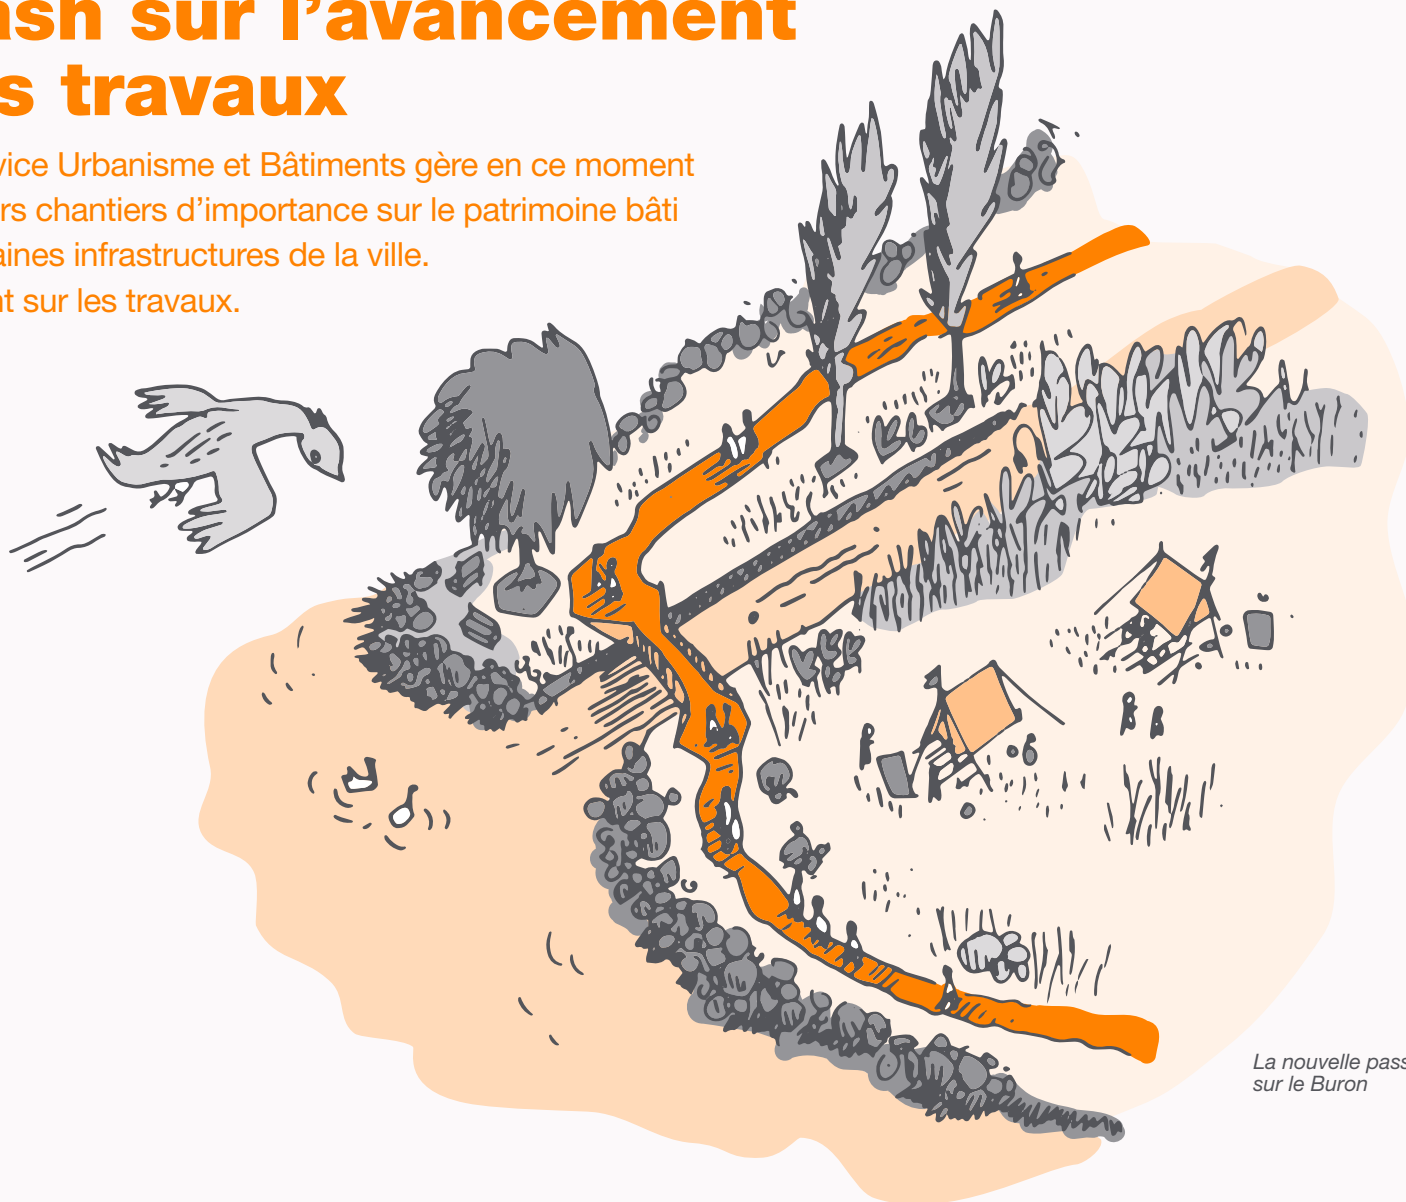 ash sur l’avancement
s travaux
vice Urbanisme et Bâtiments gère en ce moment
rs chantiers d’importance sur le patrimoine bâti
aines infrastructures de la ville.
nt sur les travaux.
La nouvelle pass
sur le Buron